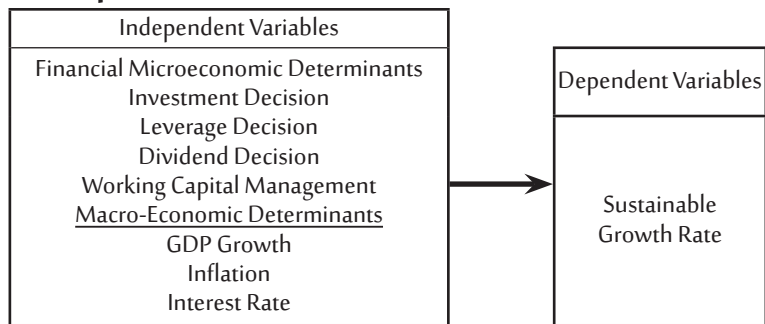 Independent Variables
Financial Microeconomic Determinants
Investment Decision
Leverage Decision
Dividend Decision
Working Capital Management
Macro-Economic Determinants
GDP Growth
Inflation
Interest Rate
Dependent Variables
Sustainable
Growth Rate